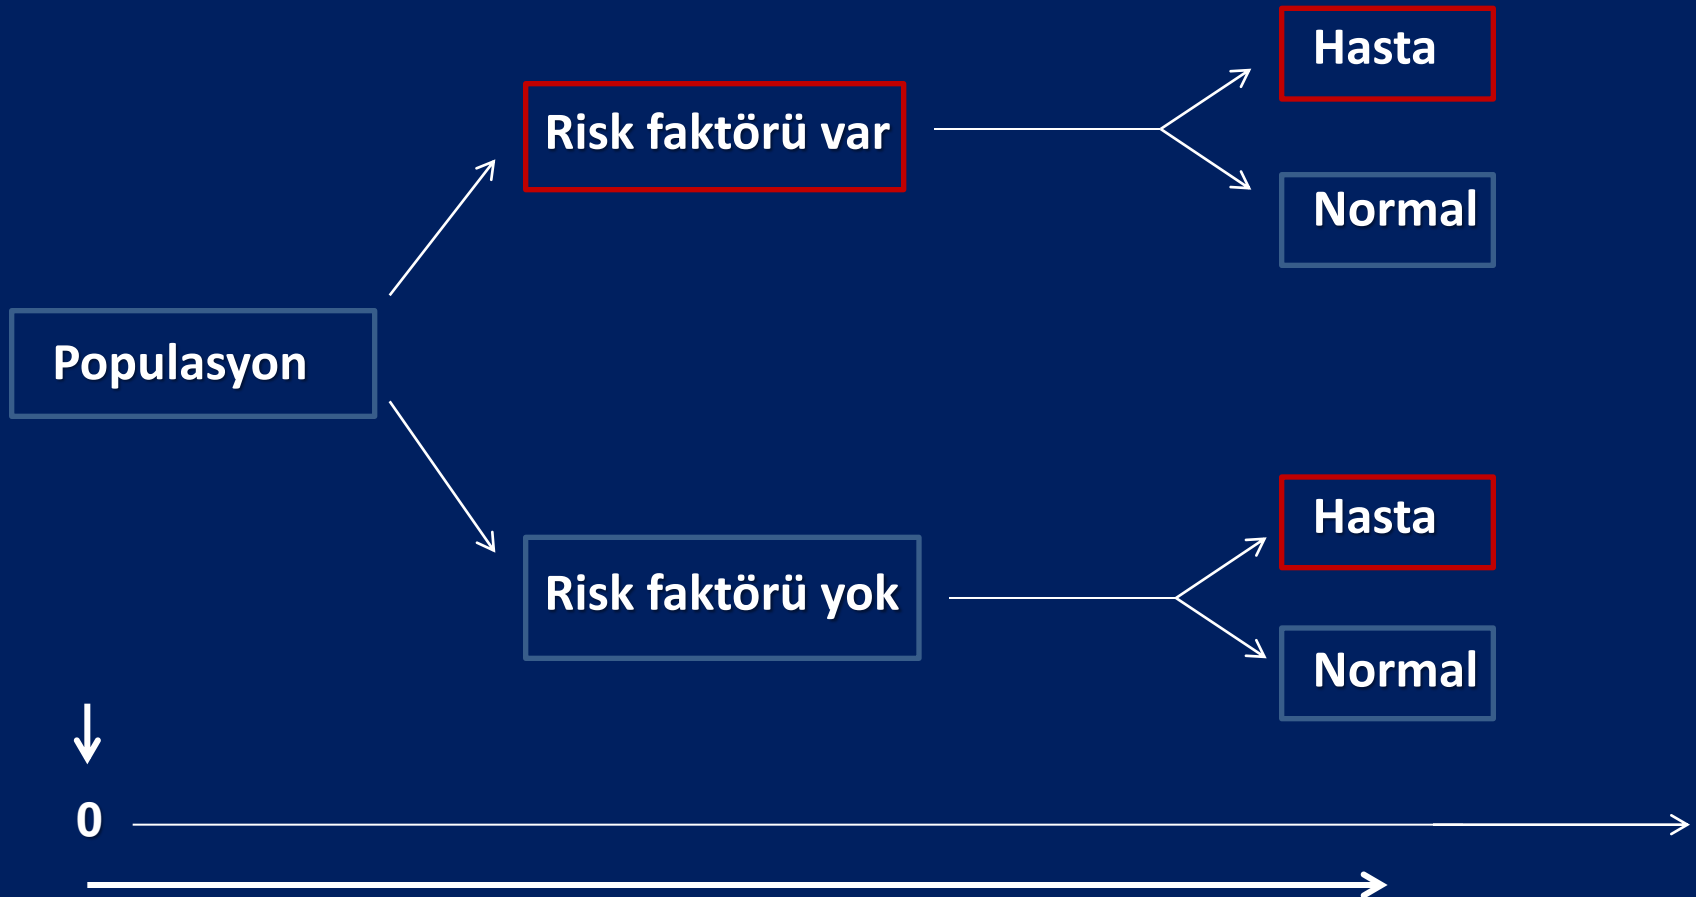 Hasta
Risk faktörü var
Normal
Populasyon
Hasta
Risk faktörü yok
Normal
0